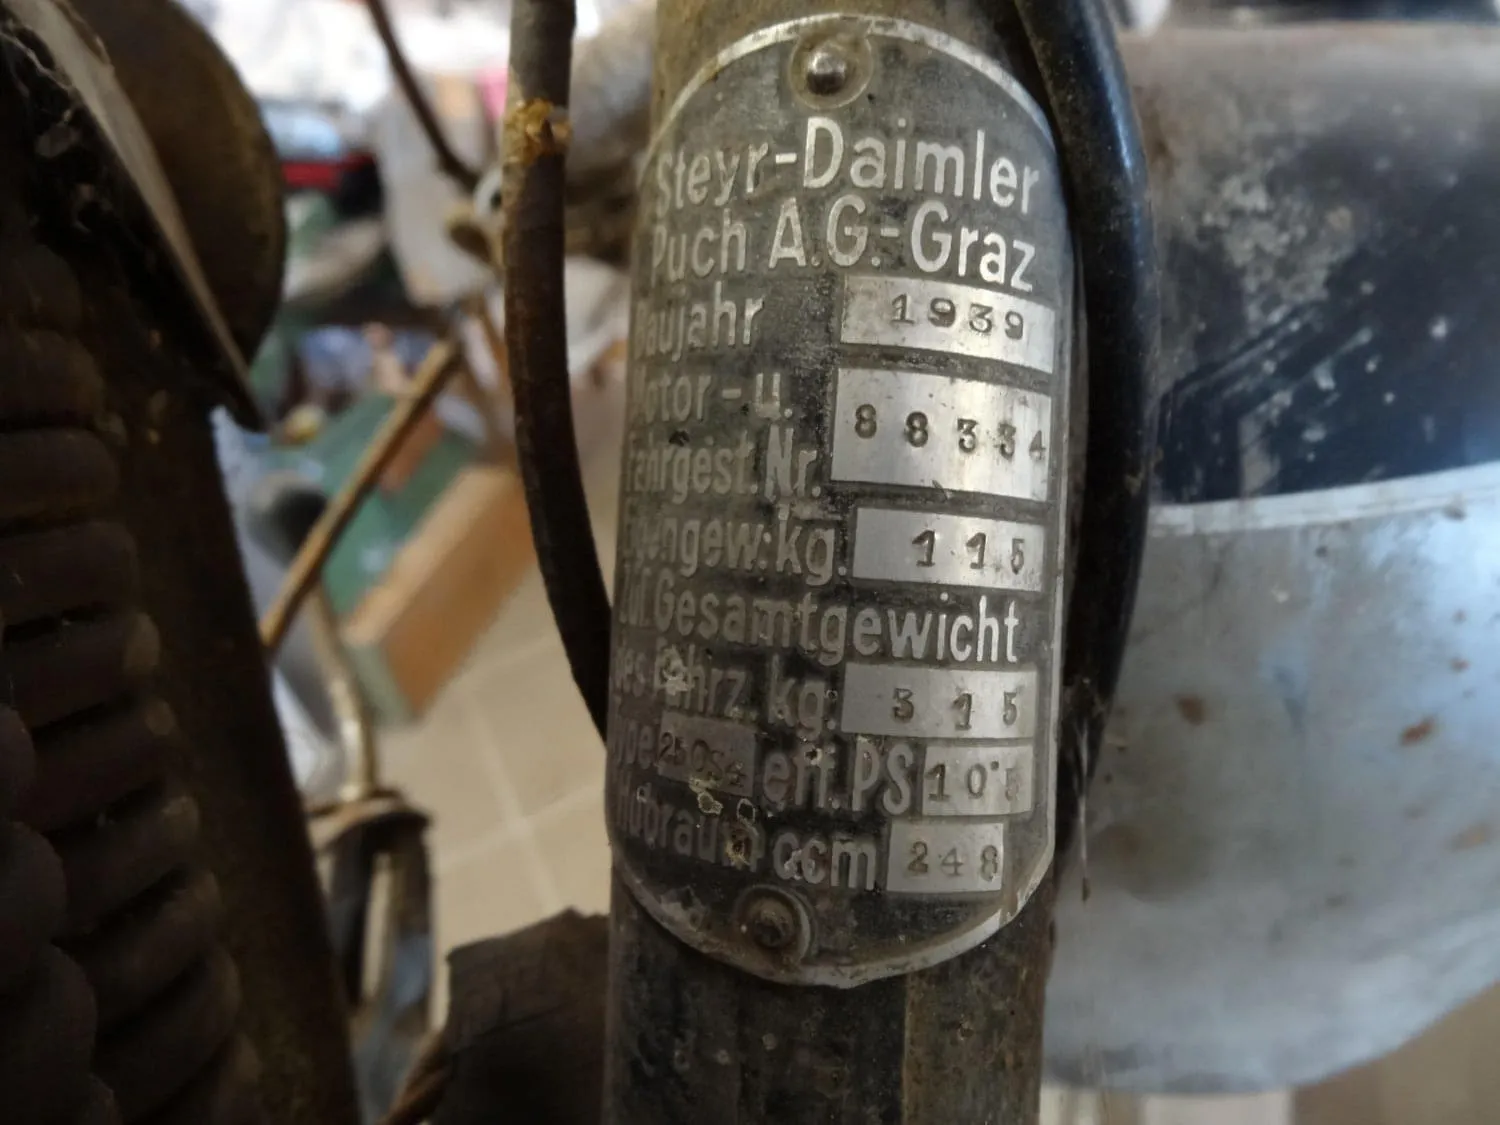 Steyr-Daimler
Puch A.G.-Graz
Baujahr 1939
Motor-u. 88334
Fahrgest.Nr.
Eigengew.kg. 115
Zul.Gesamtgewicht
des Fahrz. kg. 315
Type eff.PS 10·5
Hubraum ccm 248